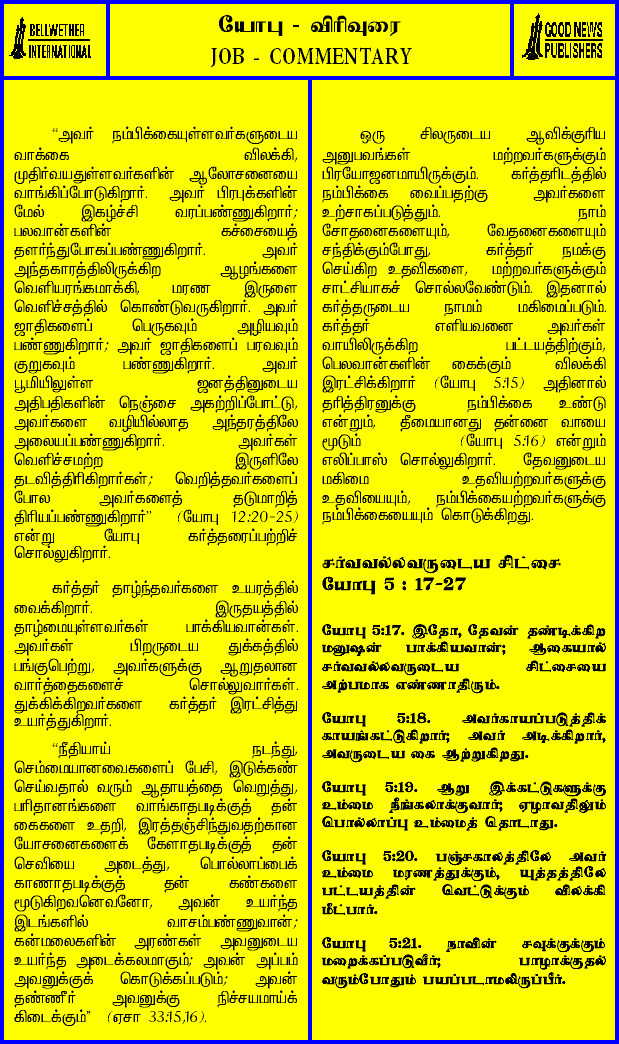 BELLWETHER
INTERNATIONAL
யோபு - விரிவுரை
JOB - COMMENTARY
GOOD NEWS
PUBLISHERS
“அவர் நம்பிக்கையுள்ளவர்களுடைய
வாக்கை விலக்கி,
முதிர்வயதுள்ளவர்களின் ஆலோசனையை
வாங்கிப்போடுகிறார். அவர் பிரபுக்களின்
மேல் இகழ்ச்சி வரப்பண்ணுகிறார்;
பலவான்களின் கச்சையைத்
தளர்ந்துபோகப்பண்ணுகிறார். அவர்
அந்தகாரத்திலிருக்கிற ஆழங்களை
வெளியரங்கமாக்கி, மரண இருளை
வெளிச்சத்தில் கொண்டுவருகிறார். அவர்
ஜாதிகளைப் பெருகவும் அழியவும்
பண்ணுகிறார்; அவர் ஜாதிகளைப் பரவவும்
குறுகவும் பண்ணுகிறார். அவர்
பூமியிலுள்ள ஜனத்தினுடைய
அதிபதிகளின் நெஞ்சை அகற்றிப்போட்டு,
அவர்களை வழியில்லாத அந்தரத்திலே
அலையப்பண்ணுகிறார். அவர்கள்
வெளிச்சமற்ற இருளிலே
தடவித்திரிகிறார்கள்; வெறித்தவர்களைப்
போல அவர்களைத் தடுமாறித்
திரியப்பண்ணுகிறார்” (யோபு 12:20-25)
என்று யோபு கர்த்தரைப்பற்றிச்
சொல்லுகிறார்.
கர்த்தர் தாழ்ந்தவர்களை உயரத்தில்
வைக்கிறார். இருதயத்தில்
தாழ்மையுள்ளவர்கள் பாக்கியவான்கள்.
அவர்கள் பிறருடைய துக்கத்தில்
பங்குபெற்று, அவர்களுக்கு ஆறுதலான
வார்த்தைகளைச் சொல்லுவார்கள்.
துக்கிக்கிறவர்களை கர்த்தர் இரட்சித்து
உயர்த்துகிறார்.
“நீதியாய் நடந்து,
செம்மையானவைகளைப் பேசி, இடுக்கண்
செய்வதால் வரும் ஆதாயத்தை வெறுத்து,
பரிதானங்களை வாங்காதபடிக்குத் தன்
கைகளை உதறி, இரத்தஞ்சிந்துவதற்கான
யோசனைகளைக் கேளாதபடிக்குத் தன்
செவியை அடைத்து, பொல்லாப்பைக்
காணாதபடிக்குத் தன் கண்களை
மூடுகிறவனெவனோ, அவன் உயர்ந்த
இடங்களில் வாசம்பண்ணுவான்;
கன்மலைகளின் அரண்கள் அவனுடைய
உயர்ந்த அடைக்கலமாகும்; அவன் அப்பம்
அவனுக்குக் கொடுக்கப்படும்; அவன்
தண்ணீர் அவனுக்கு நிச்சயமாய்க்
கிடைக்கும்” (ஏசா 33:15,16).
ஒரு சிலருடைய ஆவிக்குரிய
அனுபவங்கள் மற்றவர்களுக்கும்
பிரயோஜனமாயிருக்கும். கர்த்தரிடத்தில்
நம்பிக்கை வைப்பதற்கு அவர்களை
உற்சாகப்படுத்தும். நாம்
சோதனைகளையும், வேதனைகளையும்
சந்திக்கும்போது, கர்த்தர் நமக்கு
செய்கிற உதவிகளை, மற்றவர்களுக்கும்
சாட்சியாகச் சொல்லவேண்டும். இதனால்
கர்த்தருடைய நாமம் மகிமைப்படும்.
கர்த்தர் எளியவனை அவர்கள்
வாயிலிருக்கிற பட்டயத்திற்கும்,
பெலவான்களின் கைக்கும் விலக்கி
இரட்சிக்கிறார் (யோபு 5:15) அதினால்
தரித்திரனுக்கு நம்பிக்கை உண்டு
என்றும், தீமையானது தன்னை வாயை
மூடும் (யோபு 5:16) என்றும்
எலிப்பாஸ் சொல்லுகிறார். தேவனுடைய
மகிமை உதவியற்றவர்களுக்கு
உதவியையும், நம்பிக்கையற்றவர்களுக்கு
நம்பிக்கையையும் கொடுக்கிறது.
சர்வவல்லவருடைய சிட்சை
யோபு 5 : 17-27
யோபு 5:17. இதோ, தேவன் தண்டிக்கிற
மனுஷன் பாக்கியவான்; ஆகையால்
சர்வவல்லவருடைய சிட்சையை
அற்பமாக எண்ணாதிரும்.
யோபு 5:18. அவர்காயப்படுத்திக்
காயங்கட்டுகிறார்; அவர் அடிக்கிறார்,
அவருடைய கை ஆற்றுகிறது.
யோபு 5:19. ஆறு இக்கட்டுகளுக்கு
உம்மை நீங்கலாக்குவார்; ஏழாவதிலும்
பொல்லாப்பு உம்மைத் தொடாது.
யோபு 5:20. பஞ்சகாலத்திலே அவர்
உம்மை மரணத்துக்கும், யுத்தத்திலே
பட்டயத்தின் வெட்டுக்கும் விலக்கி
மீட்பார்.
யோபு 5:21. நாவின் சவுக்குக்கும்
மறைக்கப்படுவீர்; பாழாக்குதல்
வரும்போதும் பயப்படாமலிருப்பீர்.